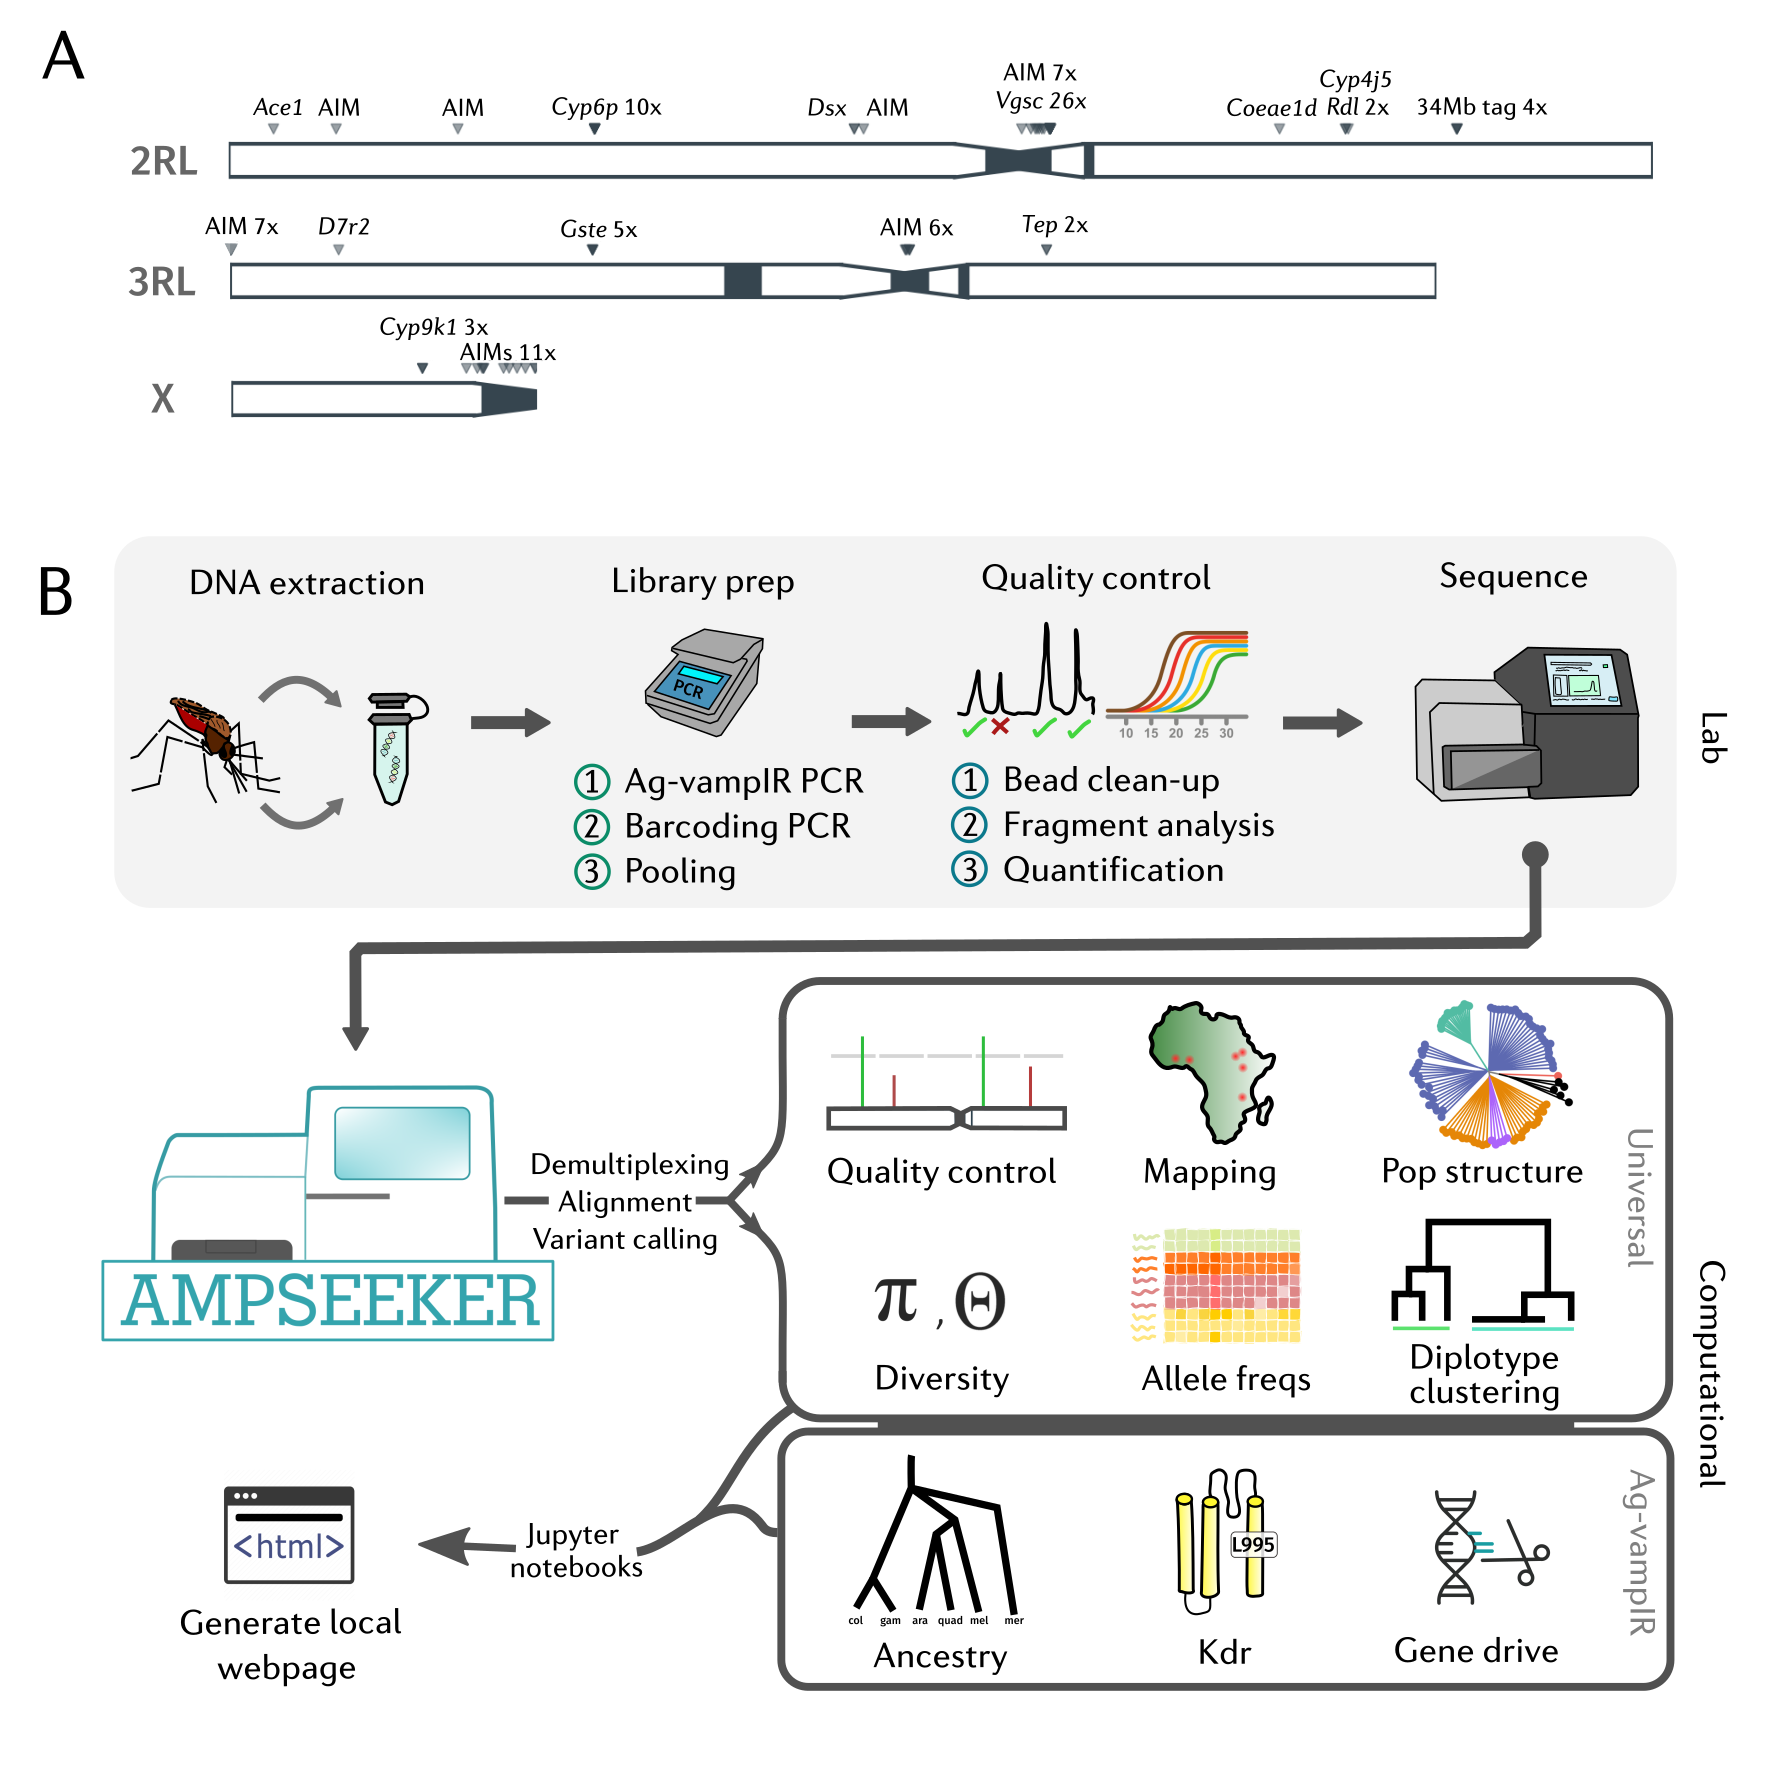 A
AIM 7x
Cyp4j5
Ace1 AIM AIM Cyp6p 10x Dsx AIM Vgsc 26x Coeae1d Rdl 2x 34Mb tag 4x
2RL
AIM 7x D7r2 Gste 5x AIM 6x Tep 2x
3RL
Cyp9k1 3x
AIMs 11x
X
B
DNA extraction
Library prep
Quality control
Sequence
PCR
10 15 20 25 30
1 Ag-vampIR PCR
2 Barcoding PCR
3 Pooling
1 Bead clean-up
2 Fragment analysis
3 Quantification
Lab
AMPSEEKER
Demultiplexing
Alignment
Variant calling
Quality control
Mapping
Pop structure
Universal
π , Θ
Diversity
Allele freqs
Diplotype
clustering
Computational
L995
col gam ara quad mel mer
Ancestry
Kdr
Gene drive
Ag-vampIR
Jupyter
notebooks
<html>
Generate local
webpage